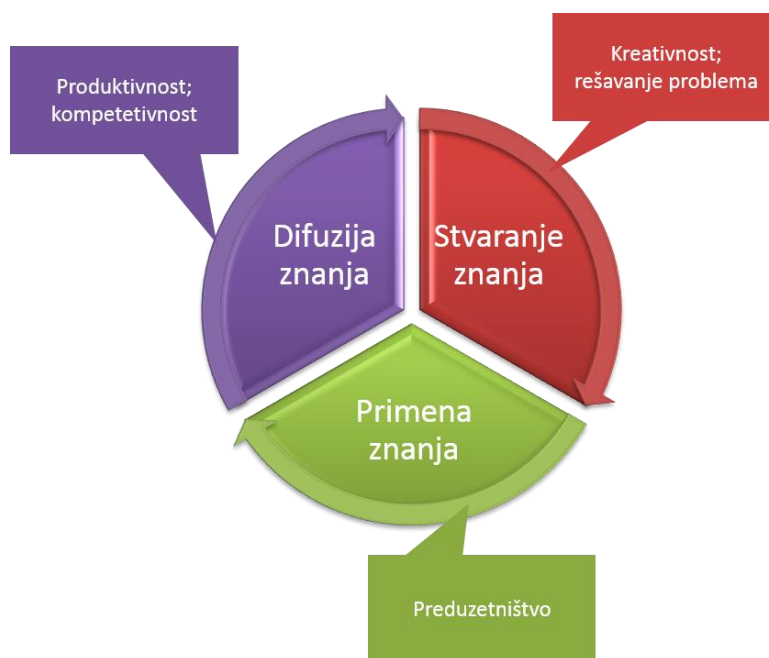 Produktivnost;
kompetetivnost
Kreativnost;
rešavanje problema
Difuzija
znanja
Stvaranje
znanja
Primena
znanja
Preduzetništvo